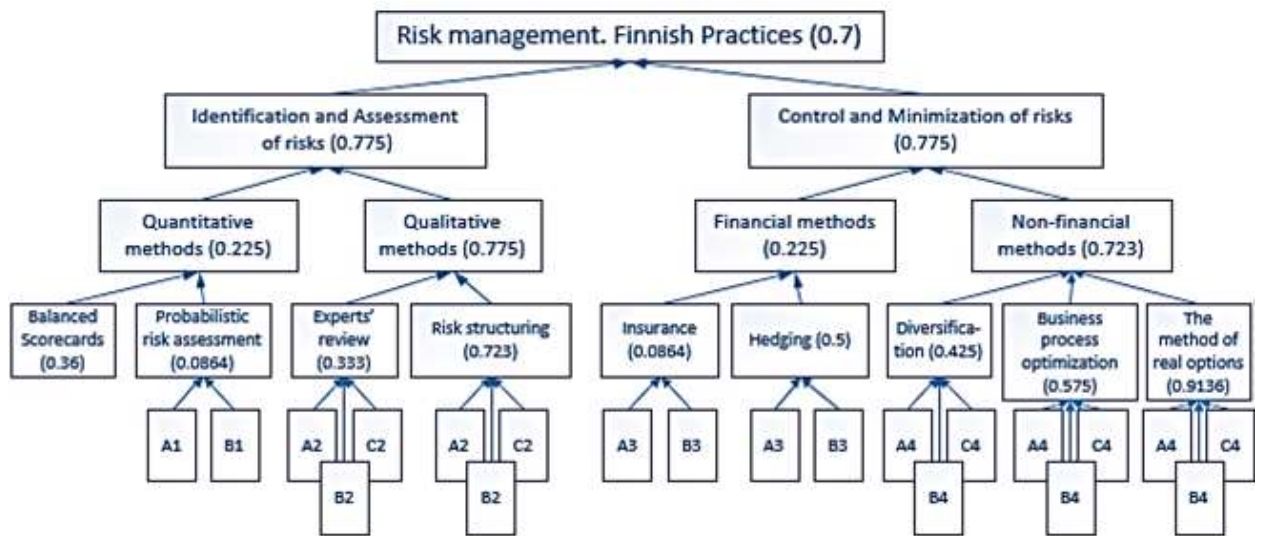 Risk management. Finnish Practices (0.7)
Identification and Assessment
of risks (0.775)
Control and Minimization of risks
(0.775)
Quantitative
methods (0.225)
Qualitative
methods (0.775)
Financial methods
(0.225)
Non-financial
methods (0.723)
Balanced
Scorecards
(0.36)
Probabilistic
risk assessment
(0.0864)
Experts'
review
(0.333)
Risk structuring
(0.723)
Insurance
(0.0864)
Hedging (0.5)
Diversifica-
tion (0.425)
Business
process
optimization
(0.575)
The
method of
real options
(0.9136)
A1
B1
A2
C2
B2
A2
C2
B2
A3
B3
A3
B3
A4
C4
B4
A4
C4
B4
A4
C4
B4